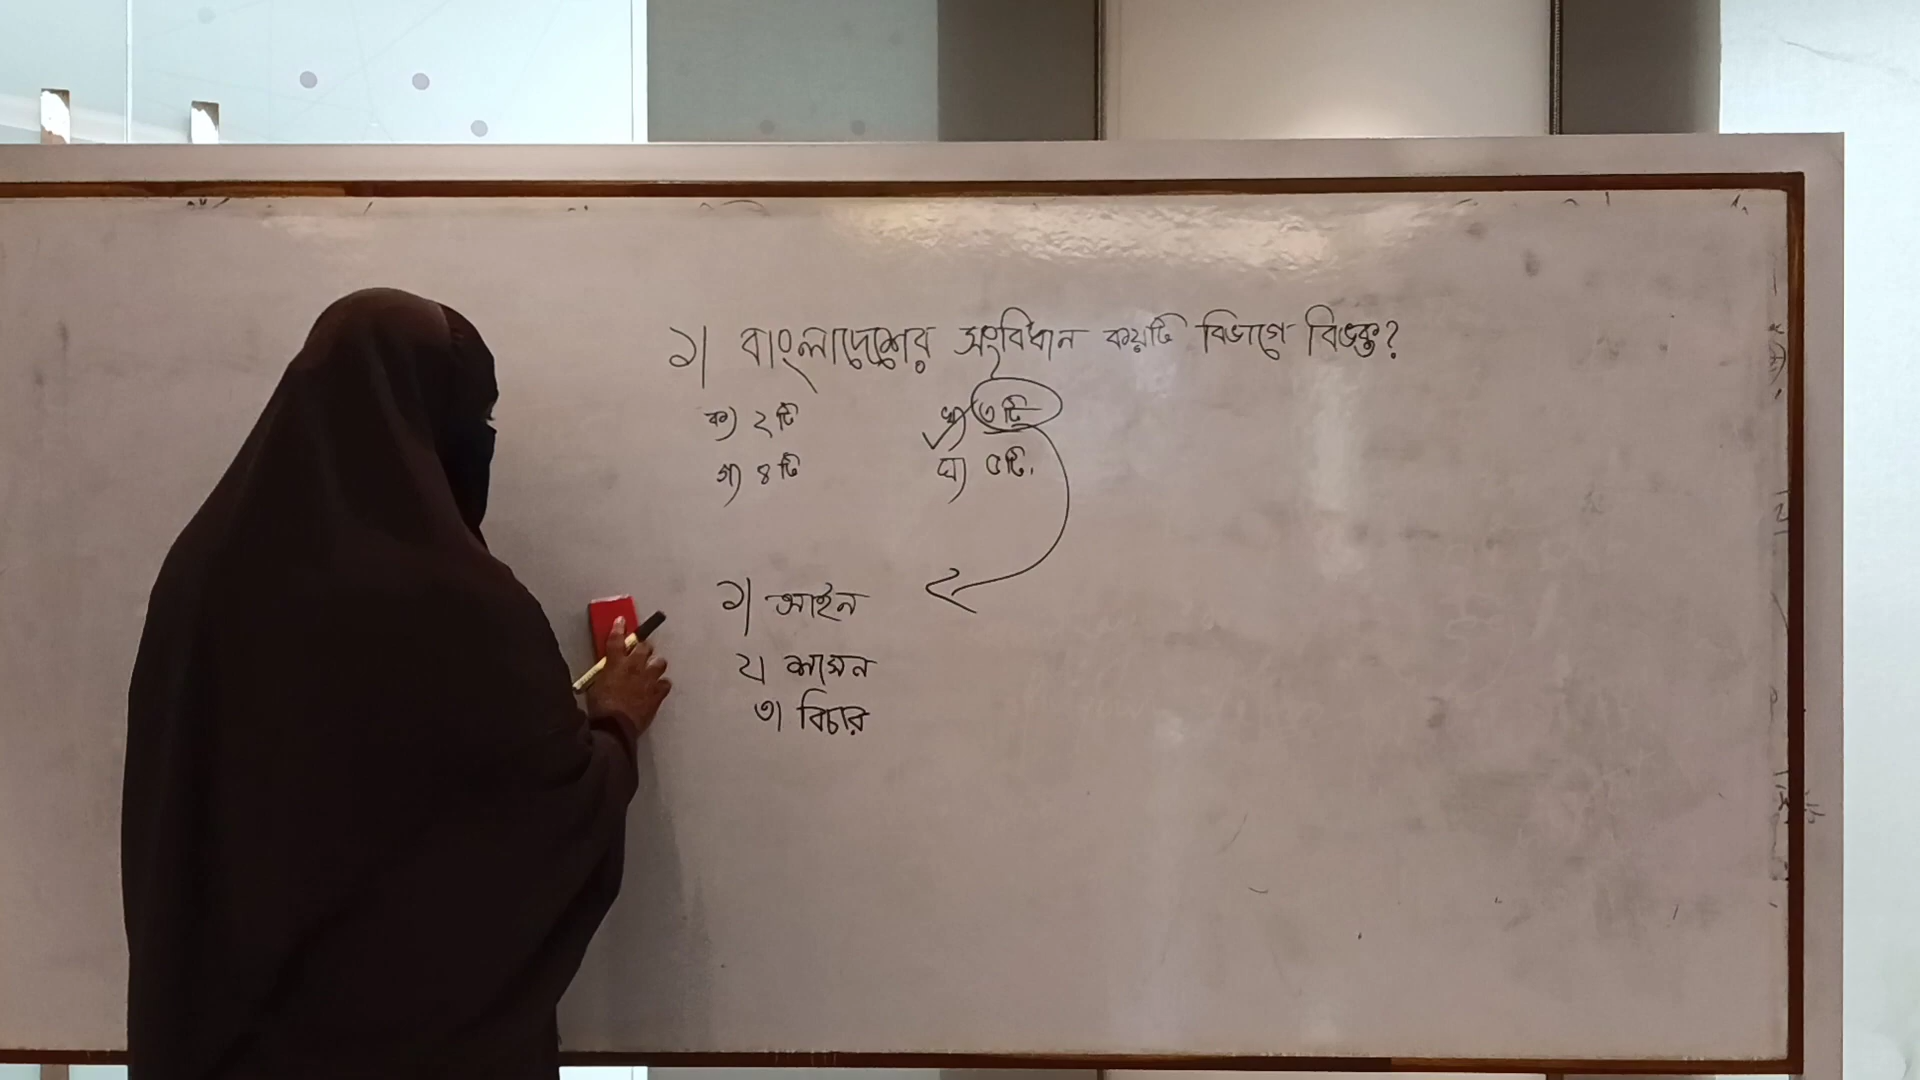 ১। বাংলাদেশের সংবিধান কয়টি বিভাগে বিভক্ত?
ক) ২টি খ) ৩টি
গ) ৪টি ঘ) ৫টি.
১। আইন
২। শাসন
৩। বিচার